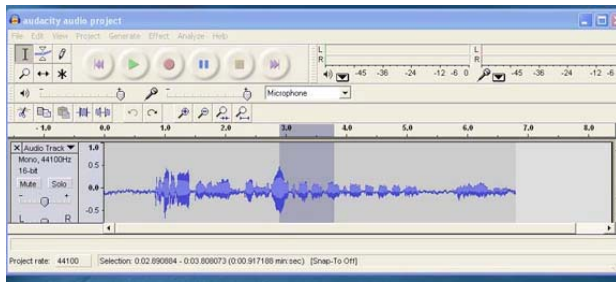 audacity audio project
File Edit View Project Generate Effect Analyze Help
L
R
-45 -36 -24 -12 -6 0
L
R
-45 -36 -24 -12 -6
Microphone
- 1,0 0,0 1,0 2,0 3,0 4,0 5,0 6,0 7,0 8,0
Audio Track
Mono, 44100Hz
16-bit
Mute Solo
- +
L R
1,0
0,5
0,0
-0,5
Project rate: 44100 Selection: 0:02.890884 - 0:03.808073 (0:00.917188 min:sec) [Snap-To Off]